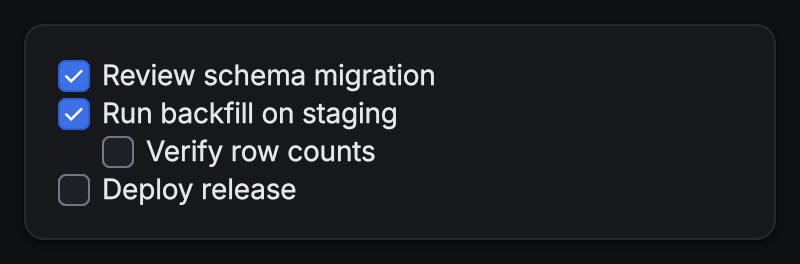 Review schema migration
Run backfill on staging
Verify row counts
Deploy release